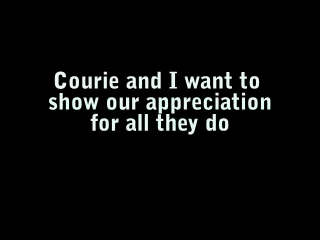 Courie and I want to
show our appreciation
for all they do